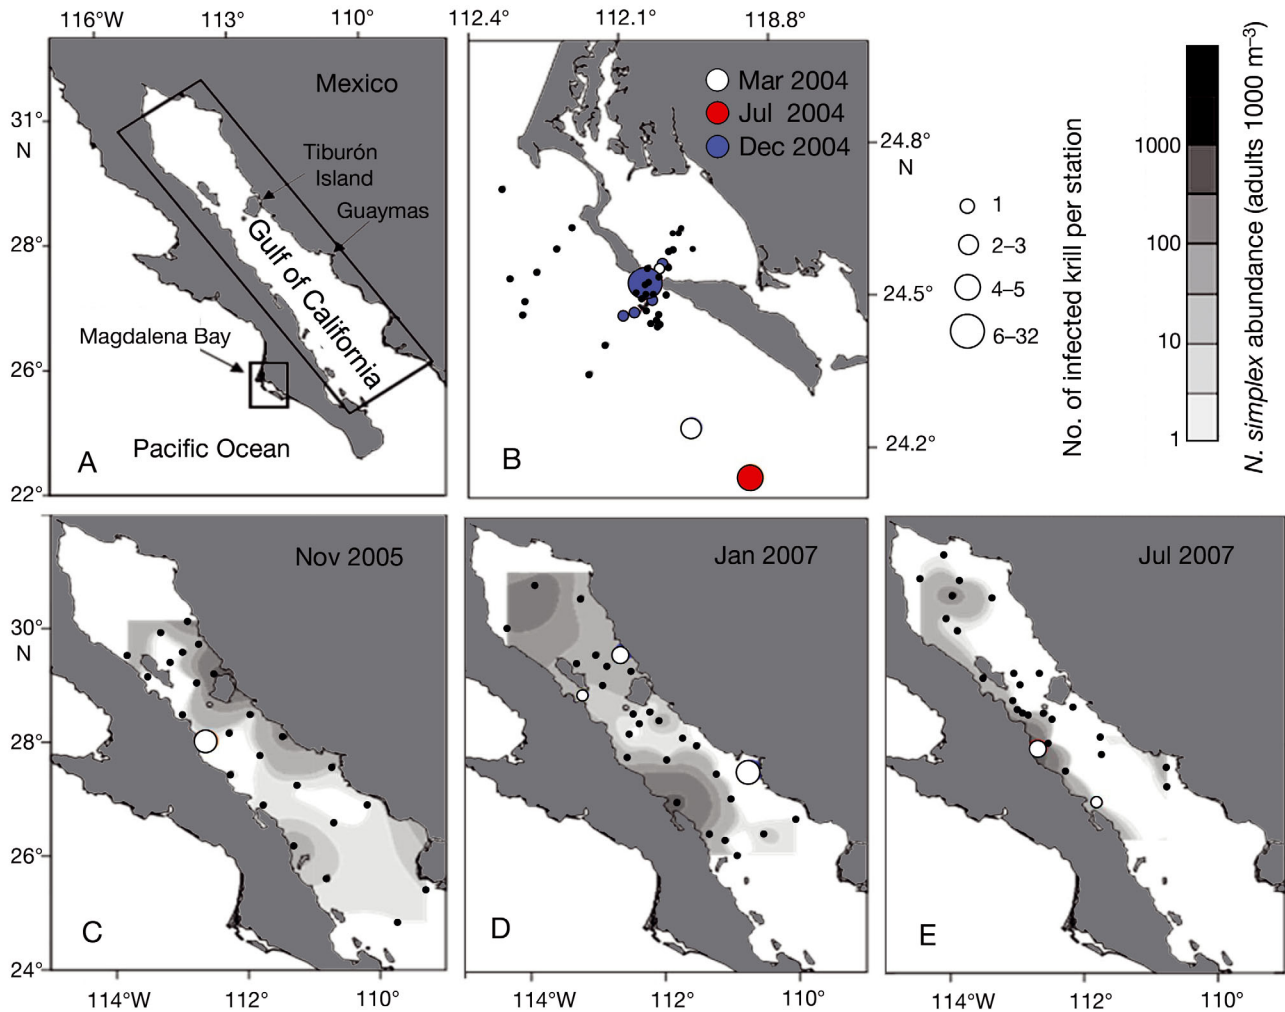 116°W 113° 110°
112.4° 112.1° 118.8°
31°
N
28°
26°
22°
Mexico
Tiburón
Island
Guaymas
Gulf of California
Magdalena Bay
Pacific Ocean
A
Mar 2004
Jul 2004
Dec 2004
24.8°
N
24.5°
24.2°
B
No. of infected krill per station
1
2–3
4–5
6–32
1000
100
10
1
N. simplex abundance (adults 1000 m–3)
Nov 2005
30°
N
28°
26°
24°
C
114°W 112° 110°
Jan 2007
D
114°W 112° 110°
Jul 2007
E
114°W 112° 110°